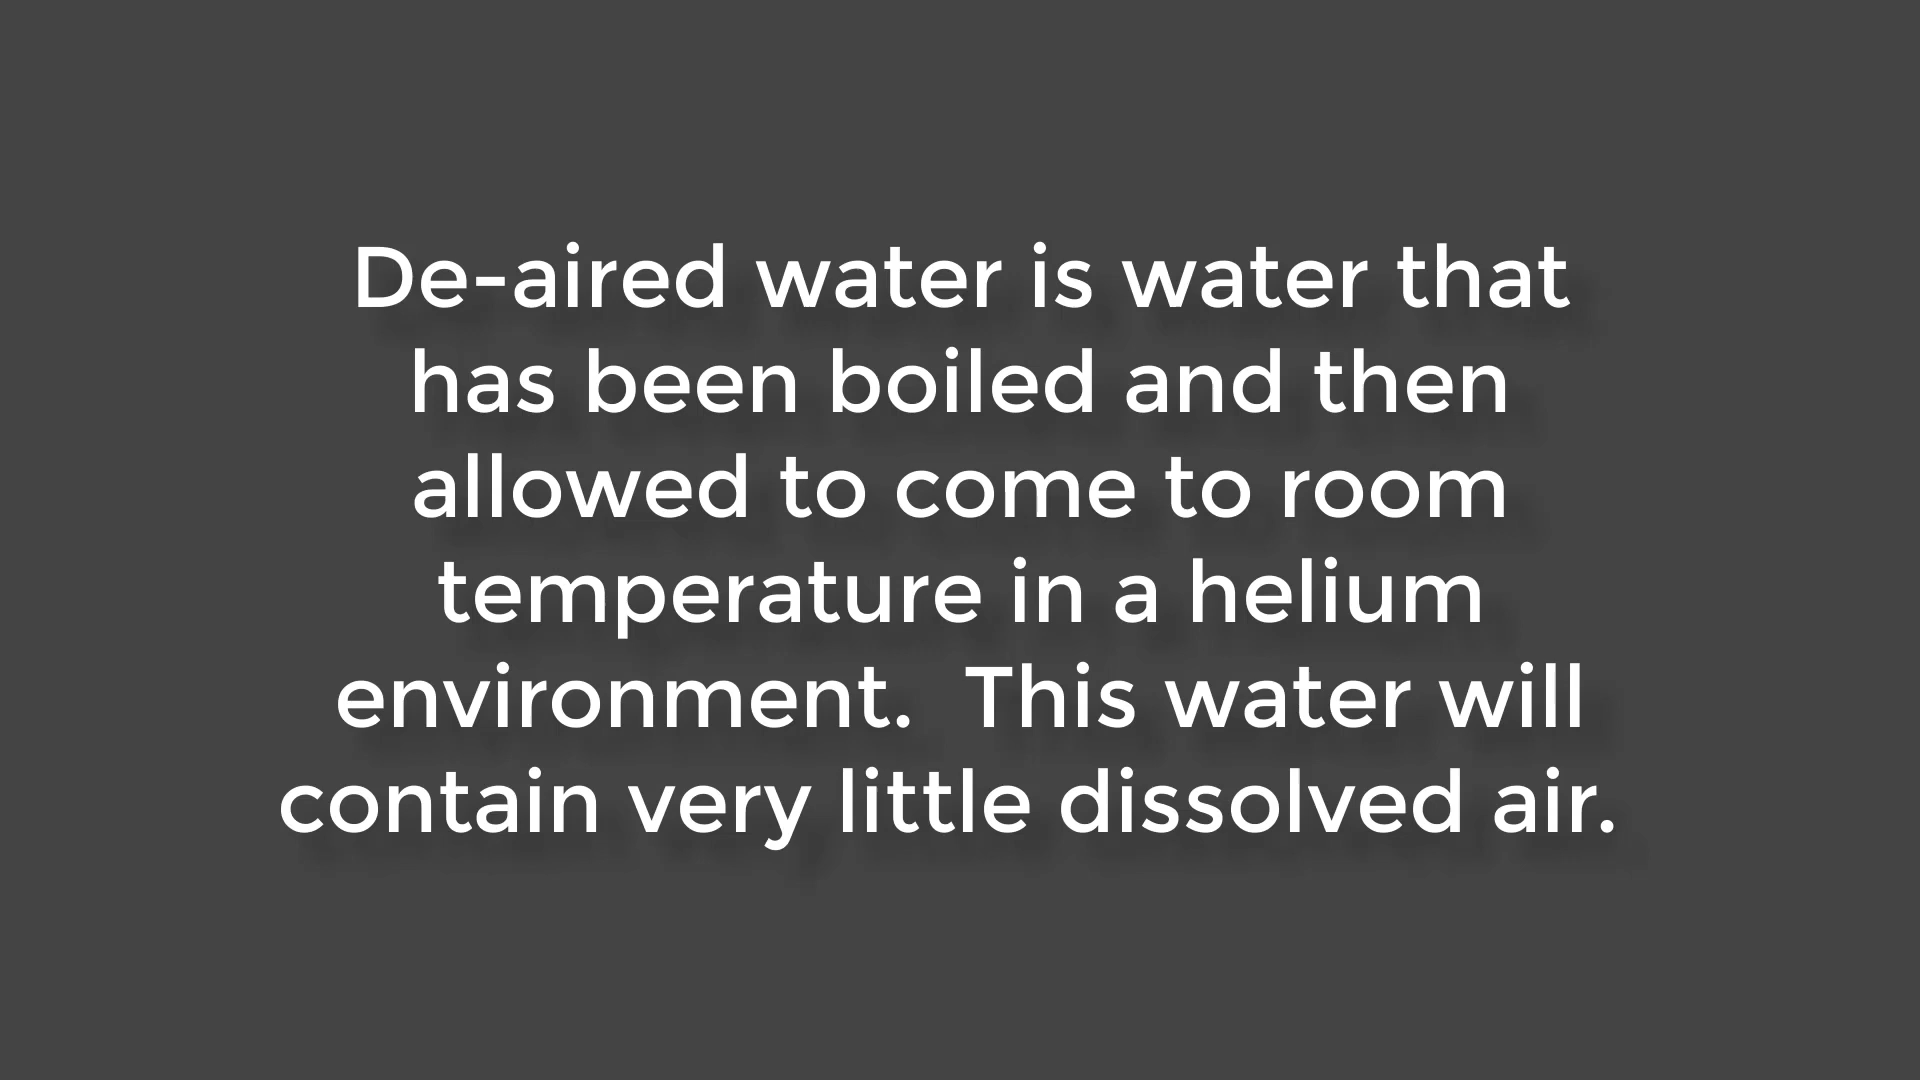 De-aired water is water that
has been boiled and then
allowed to come to room
temperature in a helium
environment.  This water will
contain very little dissolved air.